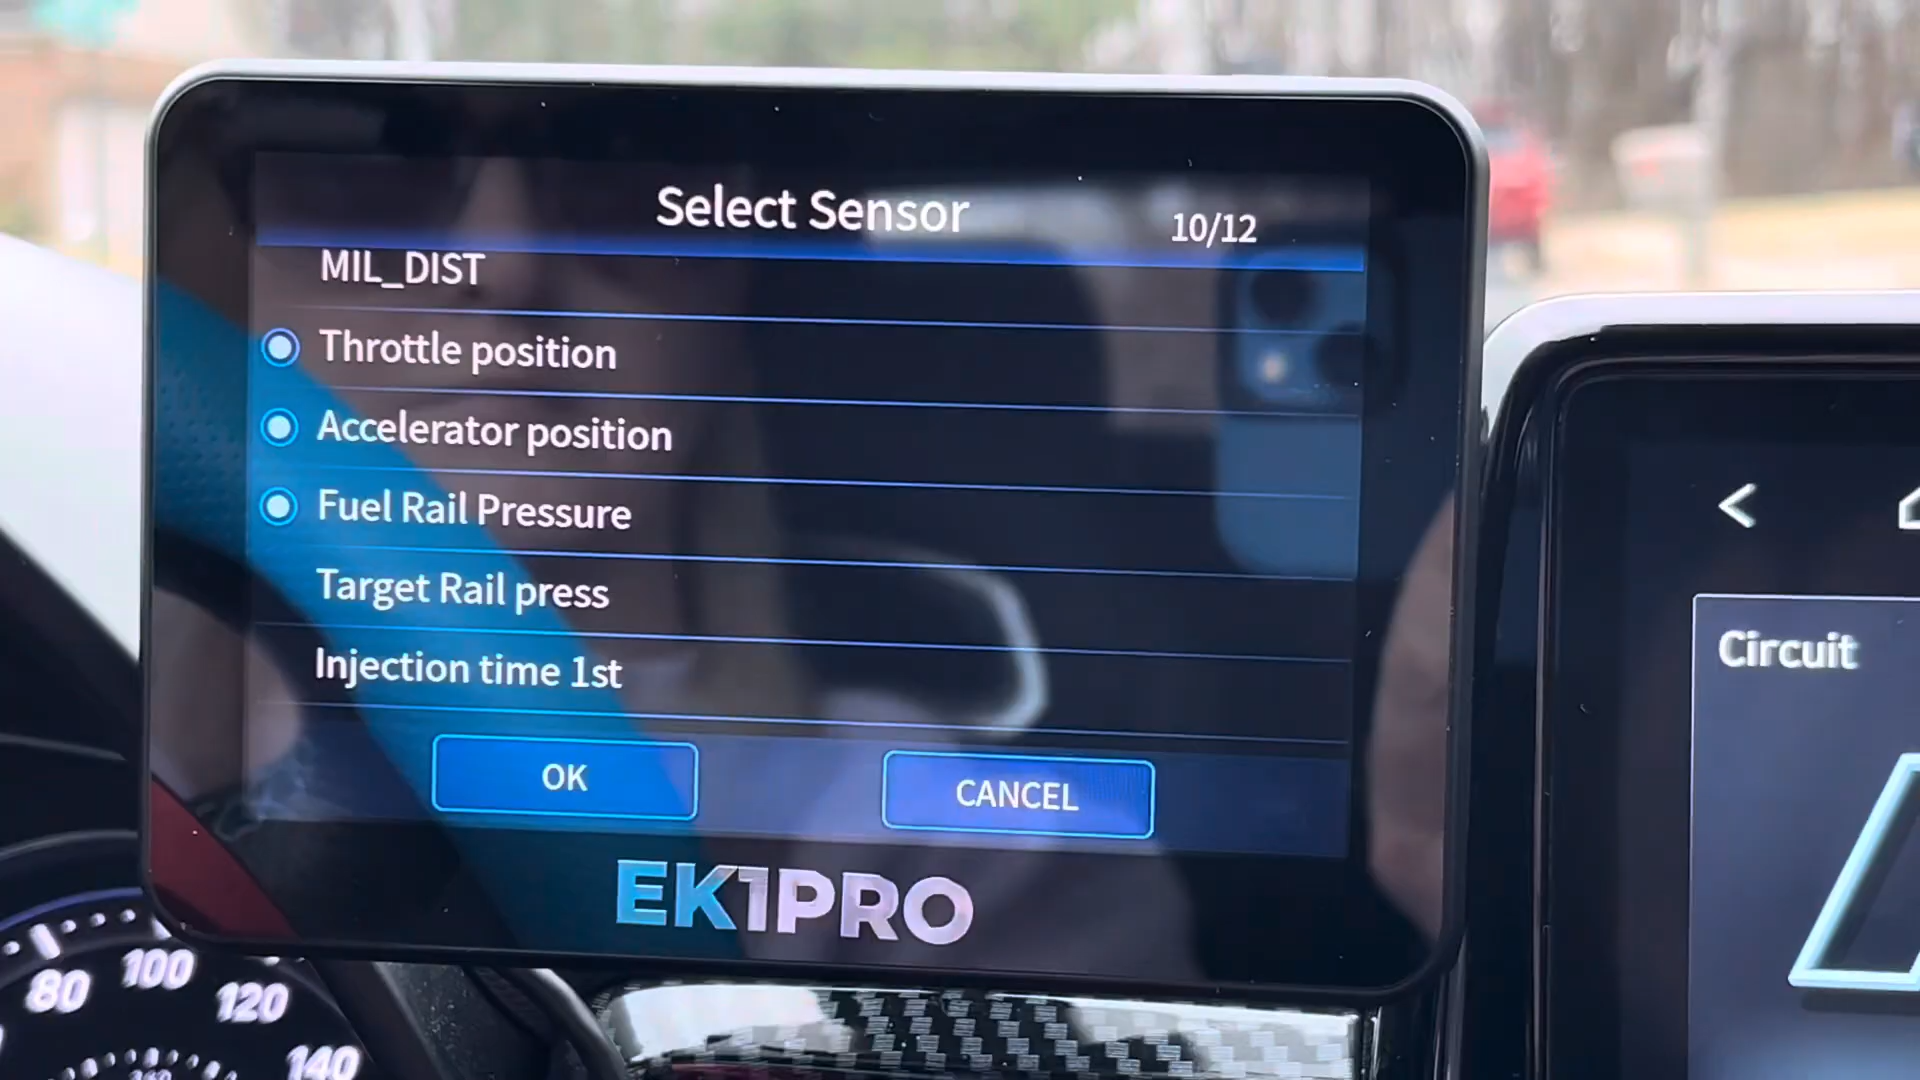 Select Sensor
10/12
MIL_DIST
Throttle position
Accelerator position
Fuel Rail Pressure
Target Rail press
Injection time 1st
OK
CANCEL
EK1PRO
Circuit
80
100
120
140